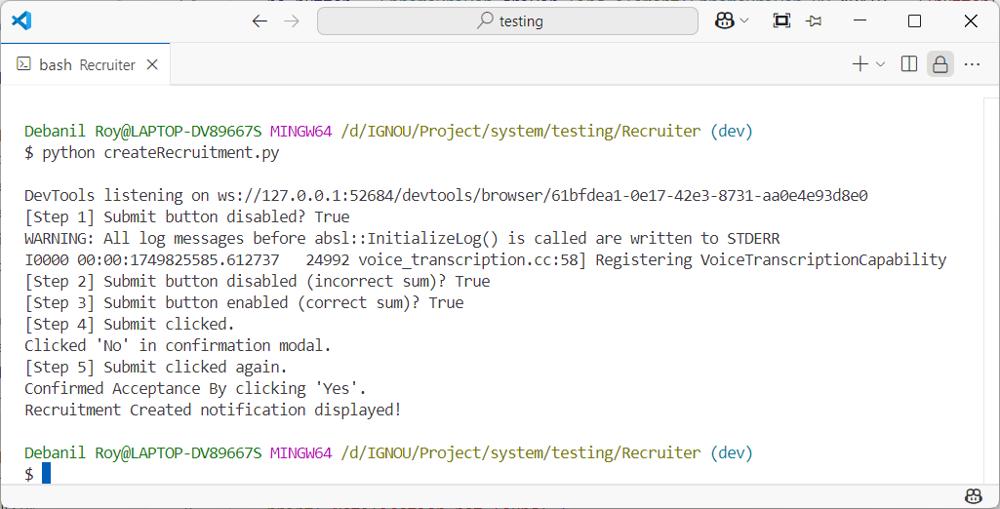 testing
bash Recruiter
Debanil Roy@LAPTOP-DV89667S MINGW64 /d/IGNOU/Project/system/testing/Recruiter (dev)
$ python createRecruitment.py
DevTools listening on ws://127.0.0.1:52684/devtools/browser/61bfdea1-0e17-42e3-8731-aa0e4e93d8e0
[Step 1] Submit button disabled? True
WARNING: All log messages before absl::InitializeLog() is called are written to STDERR
I0000 00:00:1749825585.612737   24992 voice_transcription.cc:58] Registering VoiceTranscriptionCapability
[Step 2] Submit button disabled (incorrect sum)? True
[Step 3] Submit button enabled (correct sum)? True
[Step 4] Submit clicked.
Clicked 'No' in confirmation modal.
[Step 5] Submit clicked again.
Confirmed Acceptance By clicking 'Yes'.
Recruitment Created notification displayed!
Debanil Roy@LAPTOP-DV89667S MINGW64 /d/IGNOU/Project/system/testing/Recruiter (dev)
$